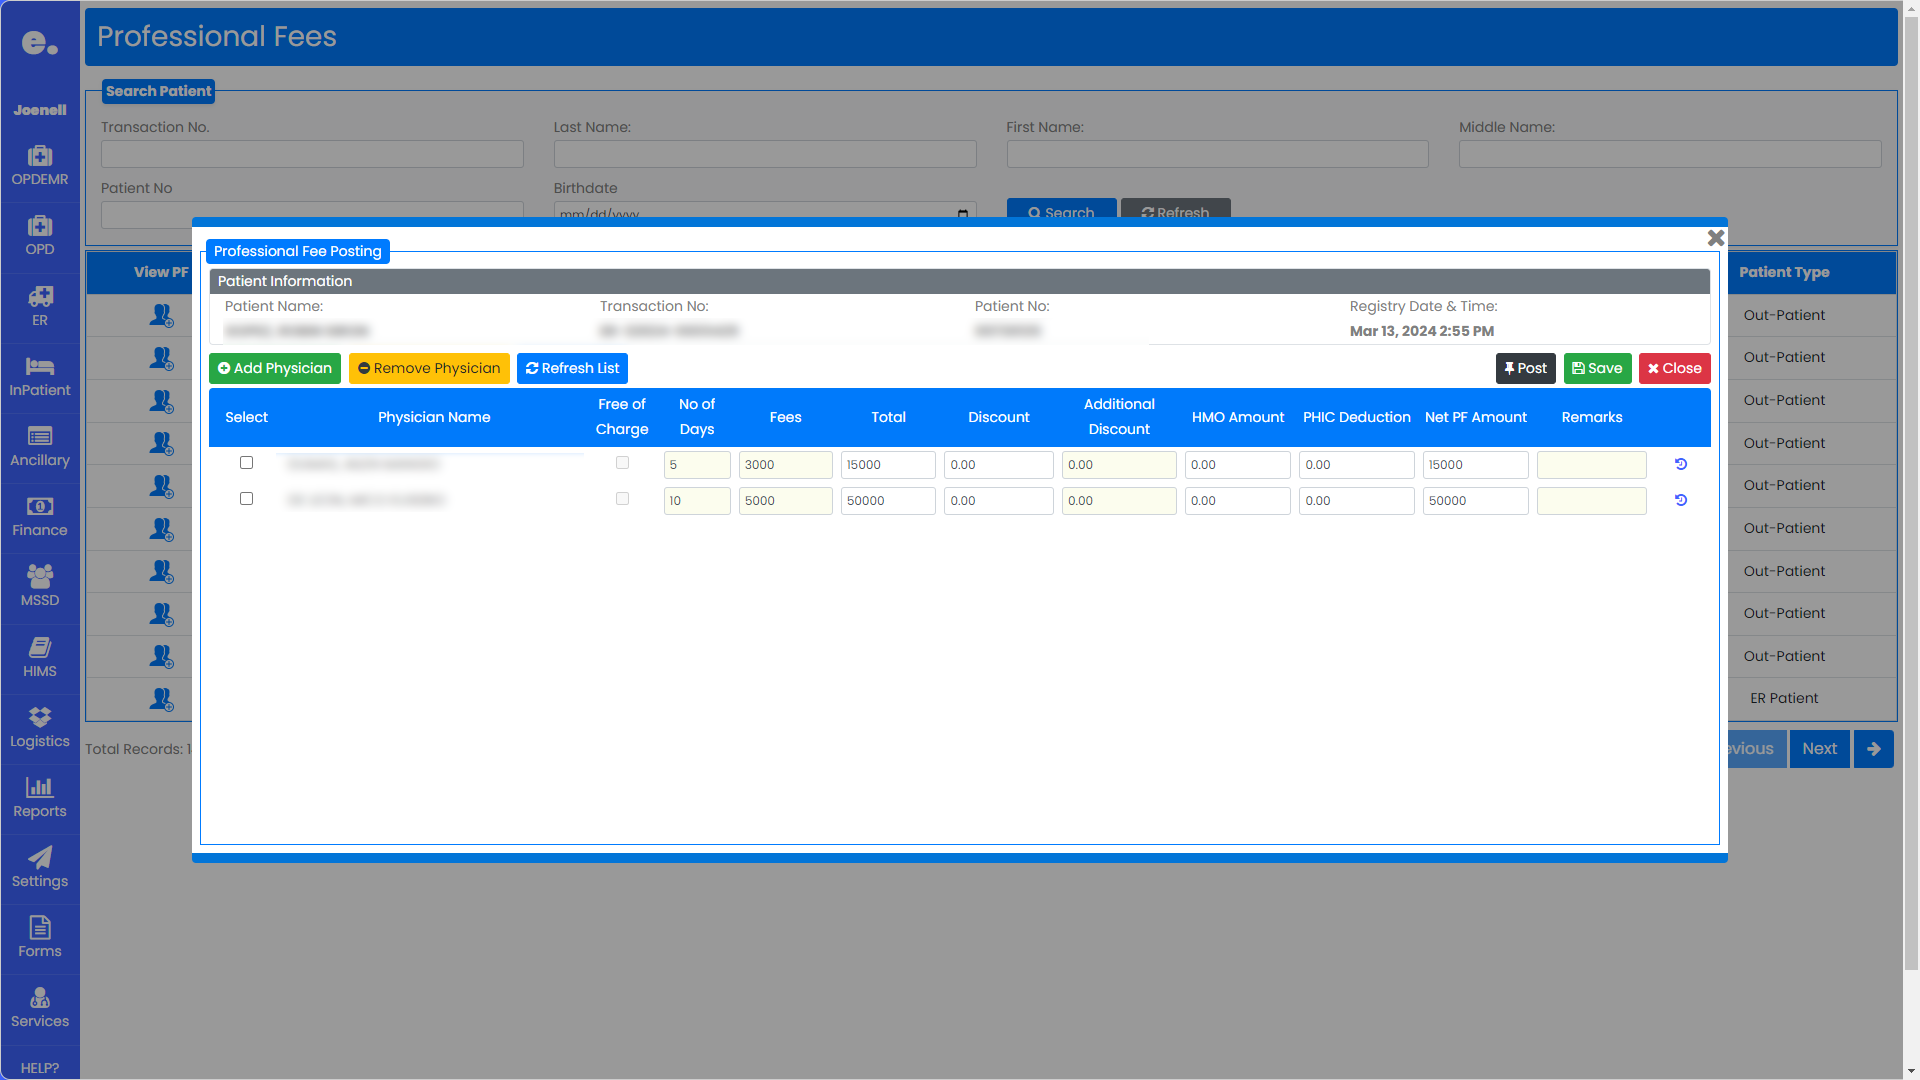 e.
Professional Fees
Joenell
Search Patient
Transaction No.
Last Name:
First Name:
Middle Name:
Patient No
Birthdate
mm/dd/yyyy
Search
Refresh
OPDEMR
OPD
ER
InPatient
Ancillary
Finance
MSSD
HIMS
Logistics
Reports
Settings
Forms
Services
HELP?
View PF
Patient Type
Out-Patient
Out-Patient
Out-Patient
Out-Patient
Out-Patient
Out-Patient
Out-Patient
Out-Patient
Out-Patient
ER Patient
Total Records:
evious
Next
Professional Fee Posting
Patient Information
Patient Name:
Transaction No:
Patient No:
Registry Date & Time:
Mar 13, 2024 2:55 PM
Add Physician
Remove Physician
Refresh List
Post
Save
Close
Select
Physician Name
Free of Charge
No of Days
Fees
Total
Discount
Additional Discount
HMO Amount
PHIC Deduction
Net PF Amount
Remarks
5 3000 15000 0.00 0.00 0.00 0.00 15000
10 5000 50000 0.00 0.00 0.00 0.00 50000